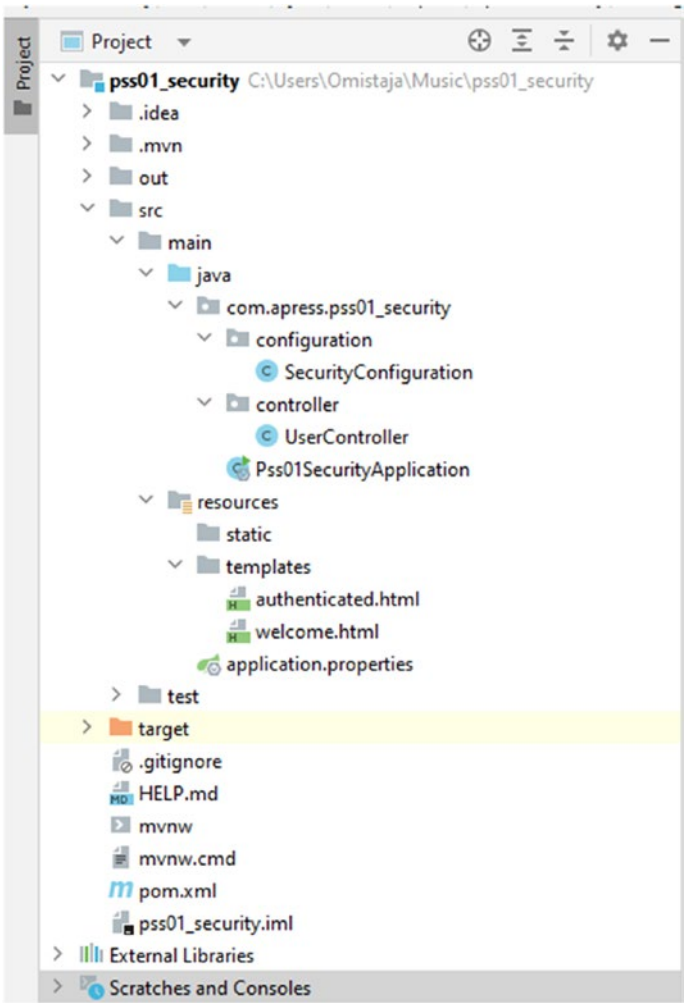 Project
Project
pss01_security C:\Users\Omistaja\Music\pss01_security
.idea
.mvn
out
src
main
java
com.apress.pss01_security
configuration
C SecurityConfiguration
controller
C UserController
C Pss01SecurityApplication
resources
static
templates
H authenticated.html
H welcome.html
application.properties
test
target
.gitignore
MD HELP.md
mvnw
mvnw.cmd
m pom.xml
pss01_security.iml
External Libraries
Scratches and Consoles